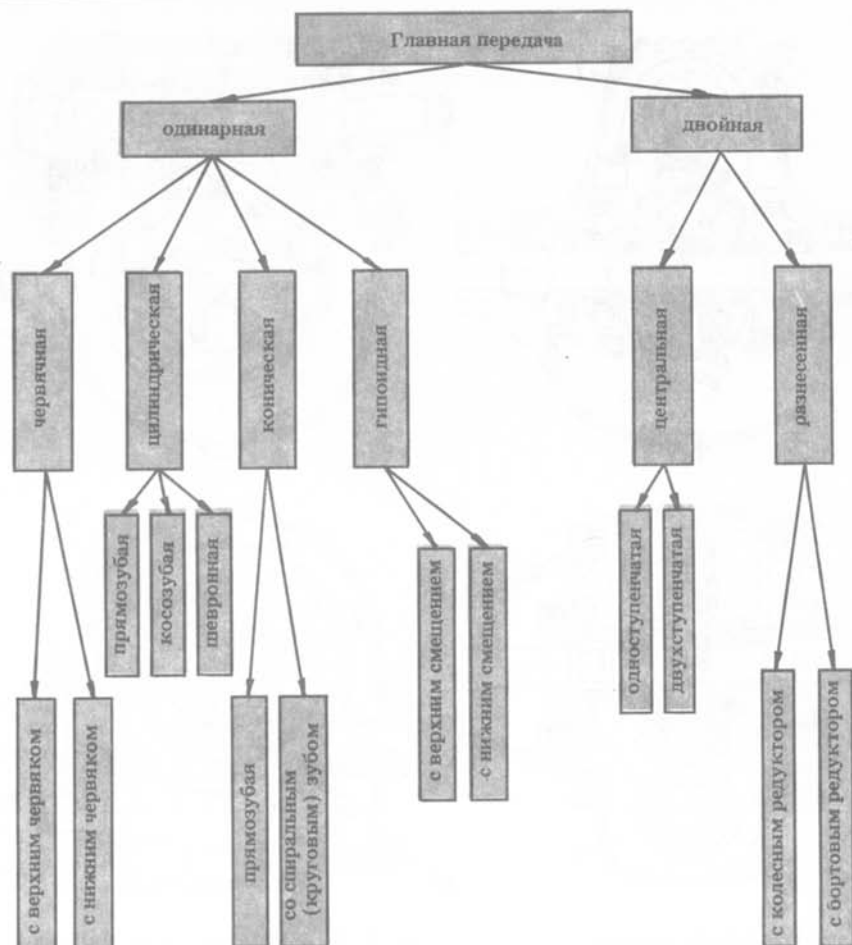 Главная передача
одинарная
двойная
червячная
цилиндрическая
коническая
гипоидная
центральная
разнесенная
с верхним червяком
с нижним червяком
прямозубая
косозубая
шевронная
прямозубая
со спиральным
(круговым) зубом
с верхним смещением
с нижним смещением
одноступенчатая
двухступенчатая
с колесным редуктором
с бортовым редуктором